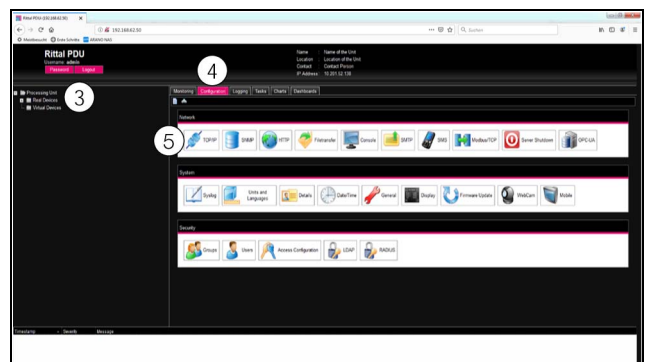 Rittal PDU (192.168.62.50)
192.168.62.50
Suchen
Meistbesucht Erste Schritte
Rittal PDU
Username: admin
Password Logout
Name : Name of the Unit
Location : Location of the Unit
Contact : Contact Person
IP Address : 10.201.52.138
4
3
Processing Unit
Real Devices
Virtual Devices
Monitoring Configuration Logging Tasks Charts Dashboards
Network
5
TCP/IP SNMP HTTP Filetransfer Console SMTP SMS Modbus/TCP Server Shutdown OPC-UA
System
Syslog Units and Languages Details Date/Time General Display Firmware Update WebCam Mobile
Security
Groups Users Access Configuration LDAP RADIUS
Timestamp Severity Message